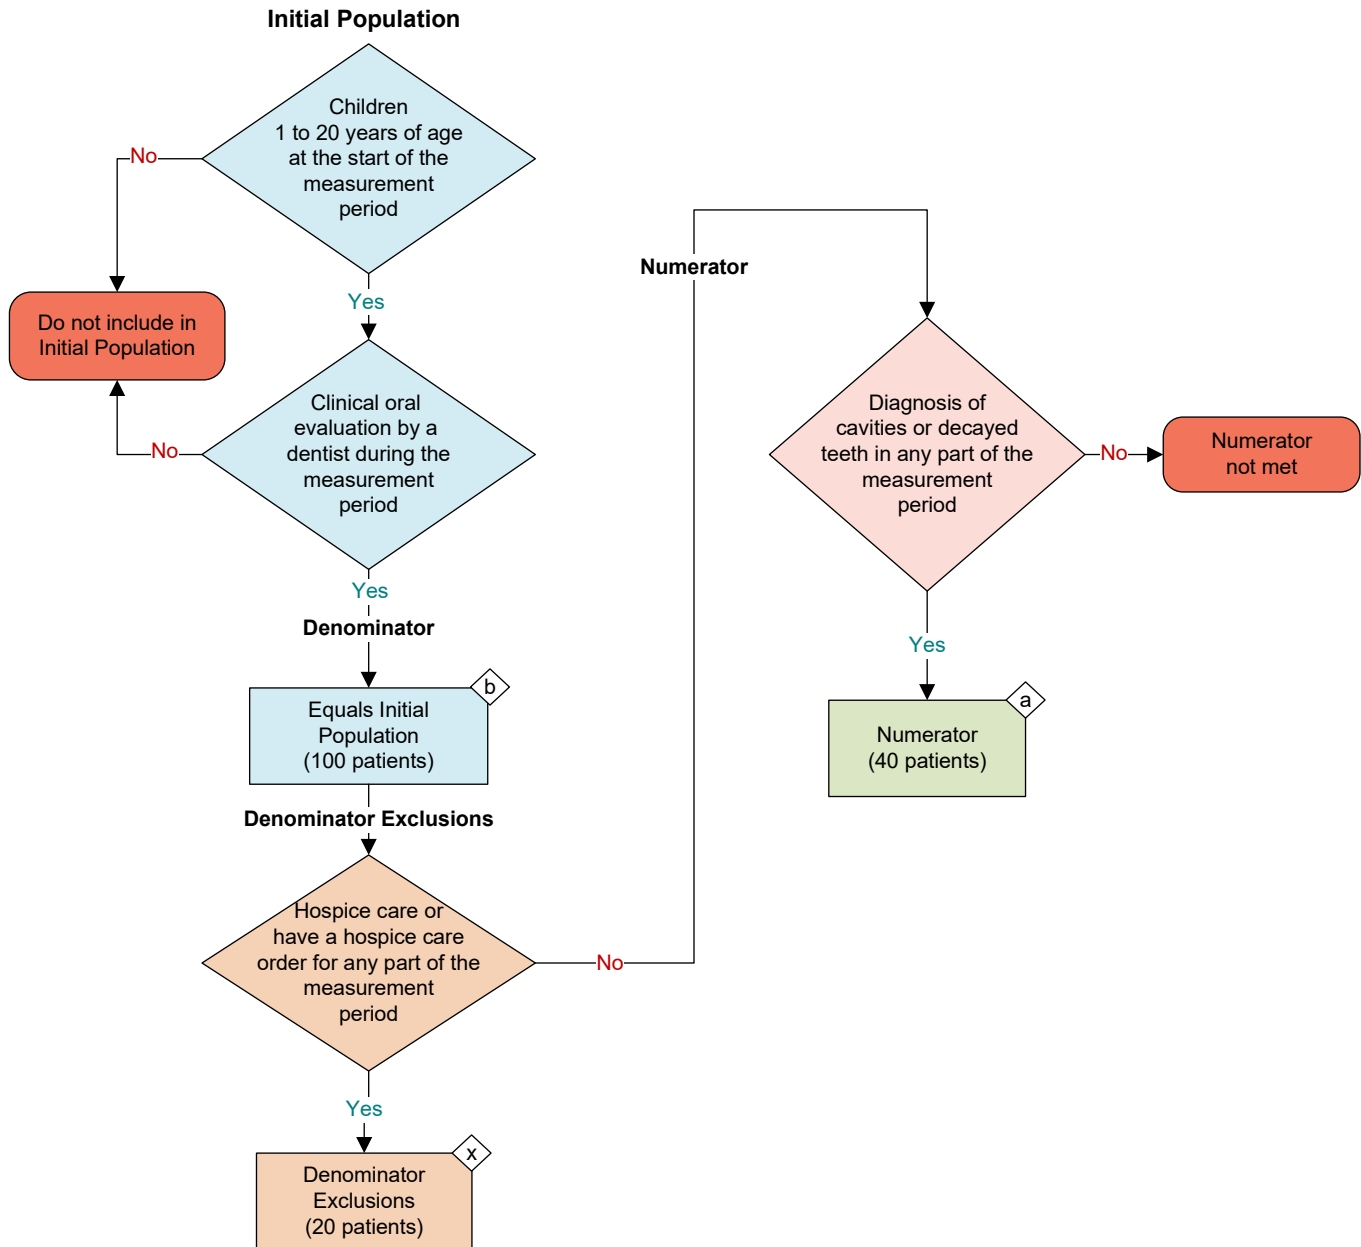 Initial Population
Children
1 to 20 years of age
at the start of the
measurement
period
No
Yes
Do not include in
Initial Population
Clinical oral
evaluation by a
dentist during the
measurement
period
No
Yes
Denominator
b
Equals Initial
Population
(100 patients)
Denominator Exclusions
Hospice care or
have a hospice care
order for any part of the
measurement
period
No
Yes
x
Denominator
Exclusions
(20 patients)
Numerator
Diagnosis of
cavities or decayed
teeth in any part of the
measurement
period
No
Numerator
not met
Yes
a
Numerator
(40 patients)